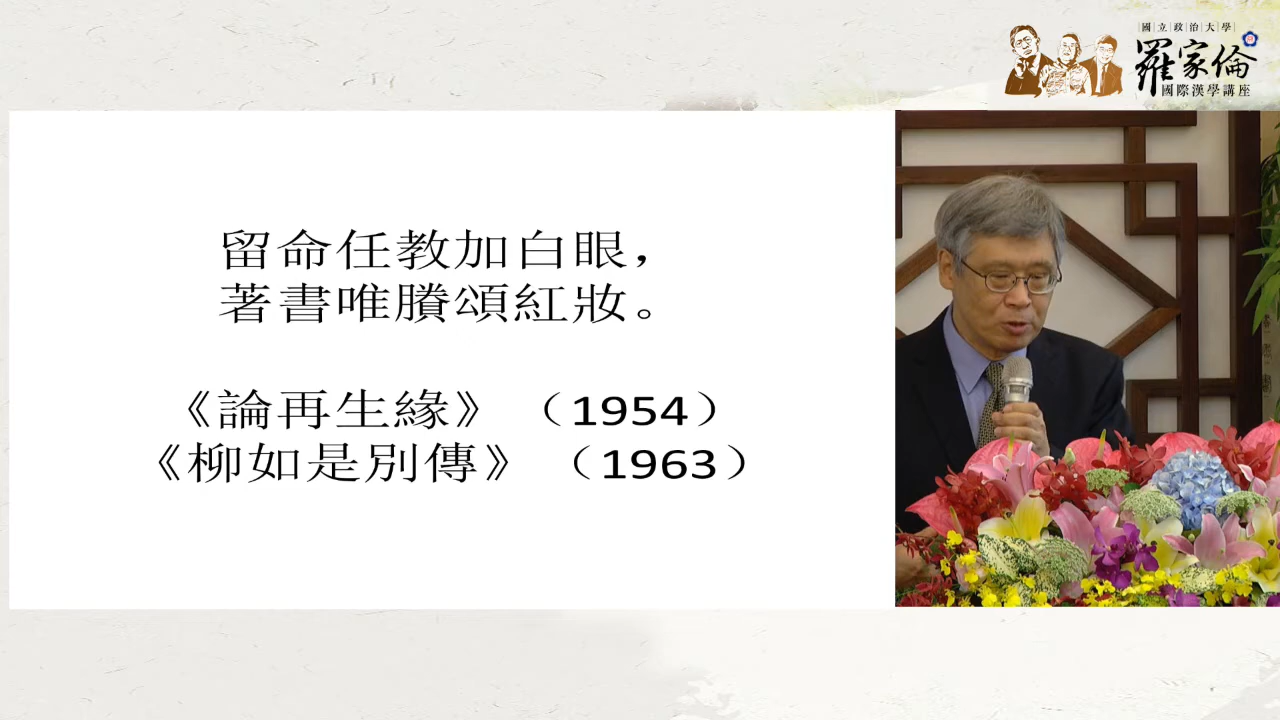 國立政治大學
羅家倫
國際漢學講座
留命任教加白眼，
著書唯賸頌紅妝。
《論再生緣》（1954）
《柳如是別傳》（1963）